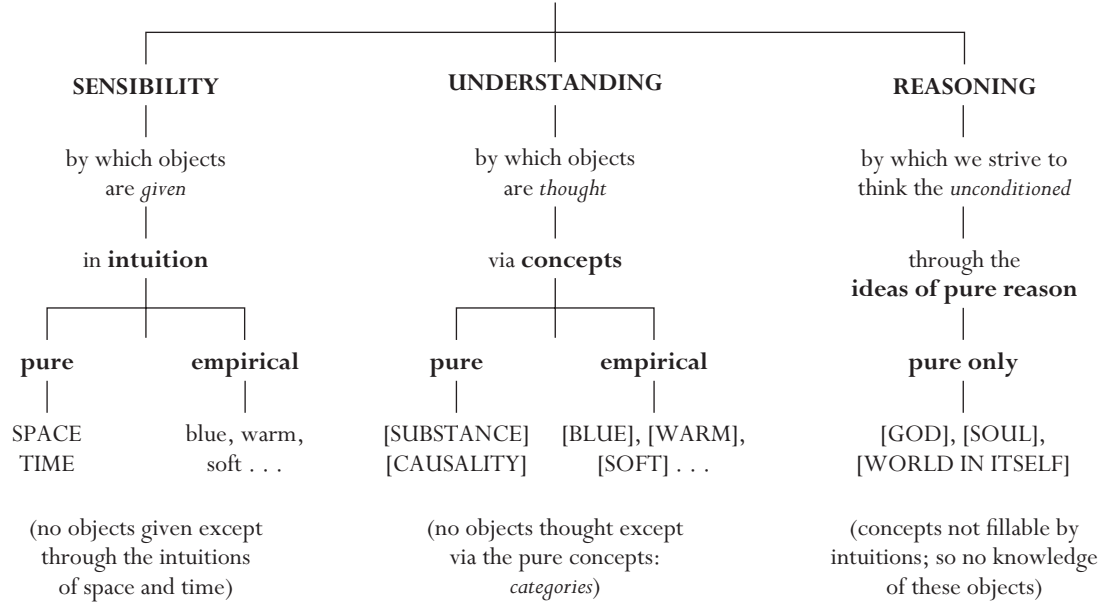 SENSIBILITY
by which objects
are given
in intuition
pure
SPACE
TIME
empirical
blue, warm,
soft . . .
(no objects given except
through the intuitions
of space and time)
UNDERSTANDING
by which objects
are thought
via concepts
pure
[SUBSTANCE]
[CAUSALITY]
empirical
[BLUE], [WARM],
[SOFT] . . .
(no objects thought except
via the pure concepts:
categories)
REASONING
by which we strive to
think the unconditioned
through the
ideas of pure reason
pure only
[GOD], [SOUL],
[WORLD IN ITSELF]
(concepts not fillable by
intuitions; so no knowledge
of these objects)